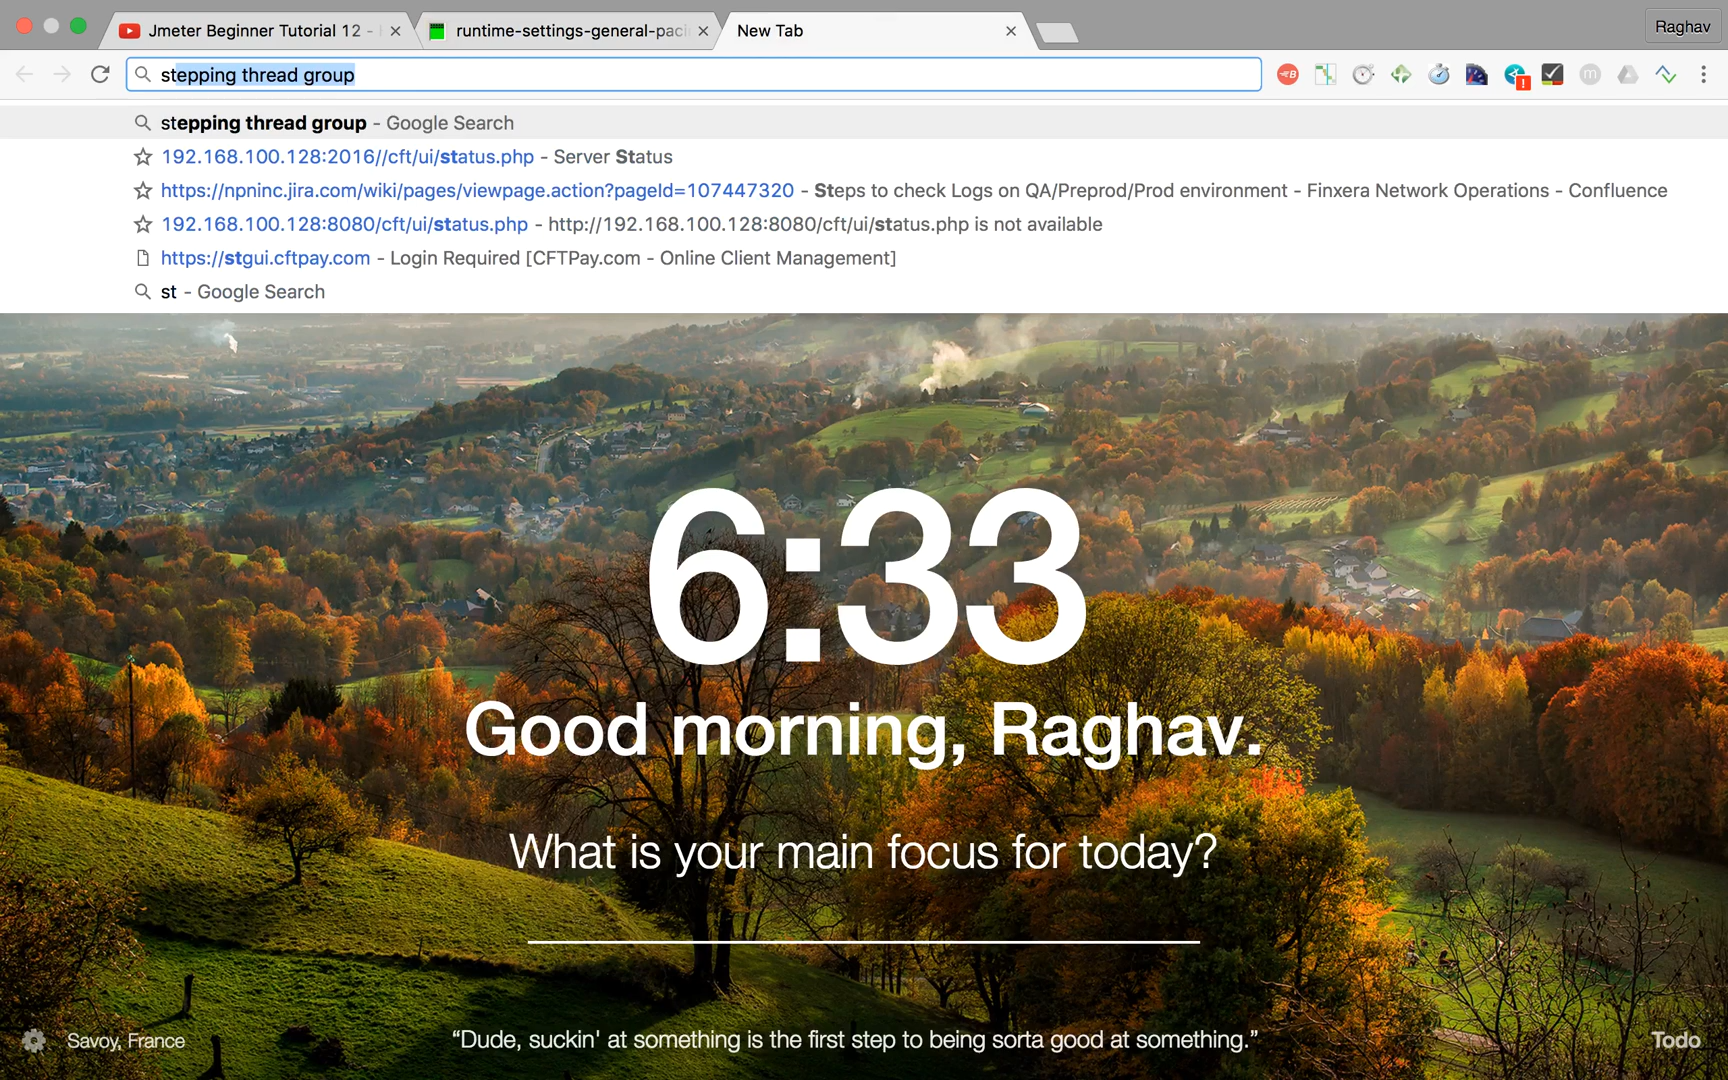 Jmeter Beginner Tutorial 12 -
runtime-settings-general-paci
New Tab
Raghav
stepping thread group
stepping thread group - Google Search
192.168.100.128:2016//cft/ui/status.php - Server Status
https://npninc.jira.com/wiki/pages/viewpage.action?pageId=107447320 - Steps to check Logs on QA/Preprod/Prod environment - Finxera Network Operations - Confluence
192.168.100.128:8080/cft/ui/status.php - http://192.168.100.128:8080/cft/ui/status.php is not available
https://stgui.cftpay.com - Login Required [CFTPay.com - Online Client Management]
st - Google Search
6:33
Good morning, Raghav.
What is your main focus for today?
Savoy, France
“Dude, suckin' at something is the first step to being sorta good at something.”
Todo